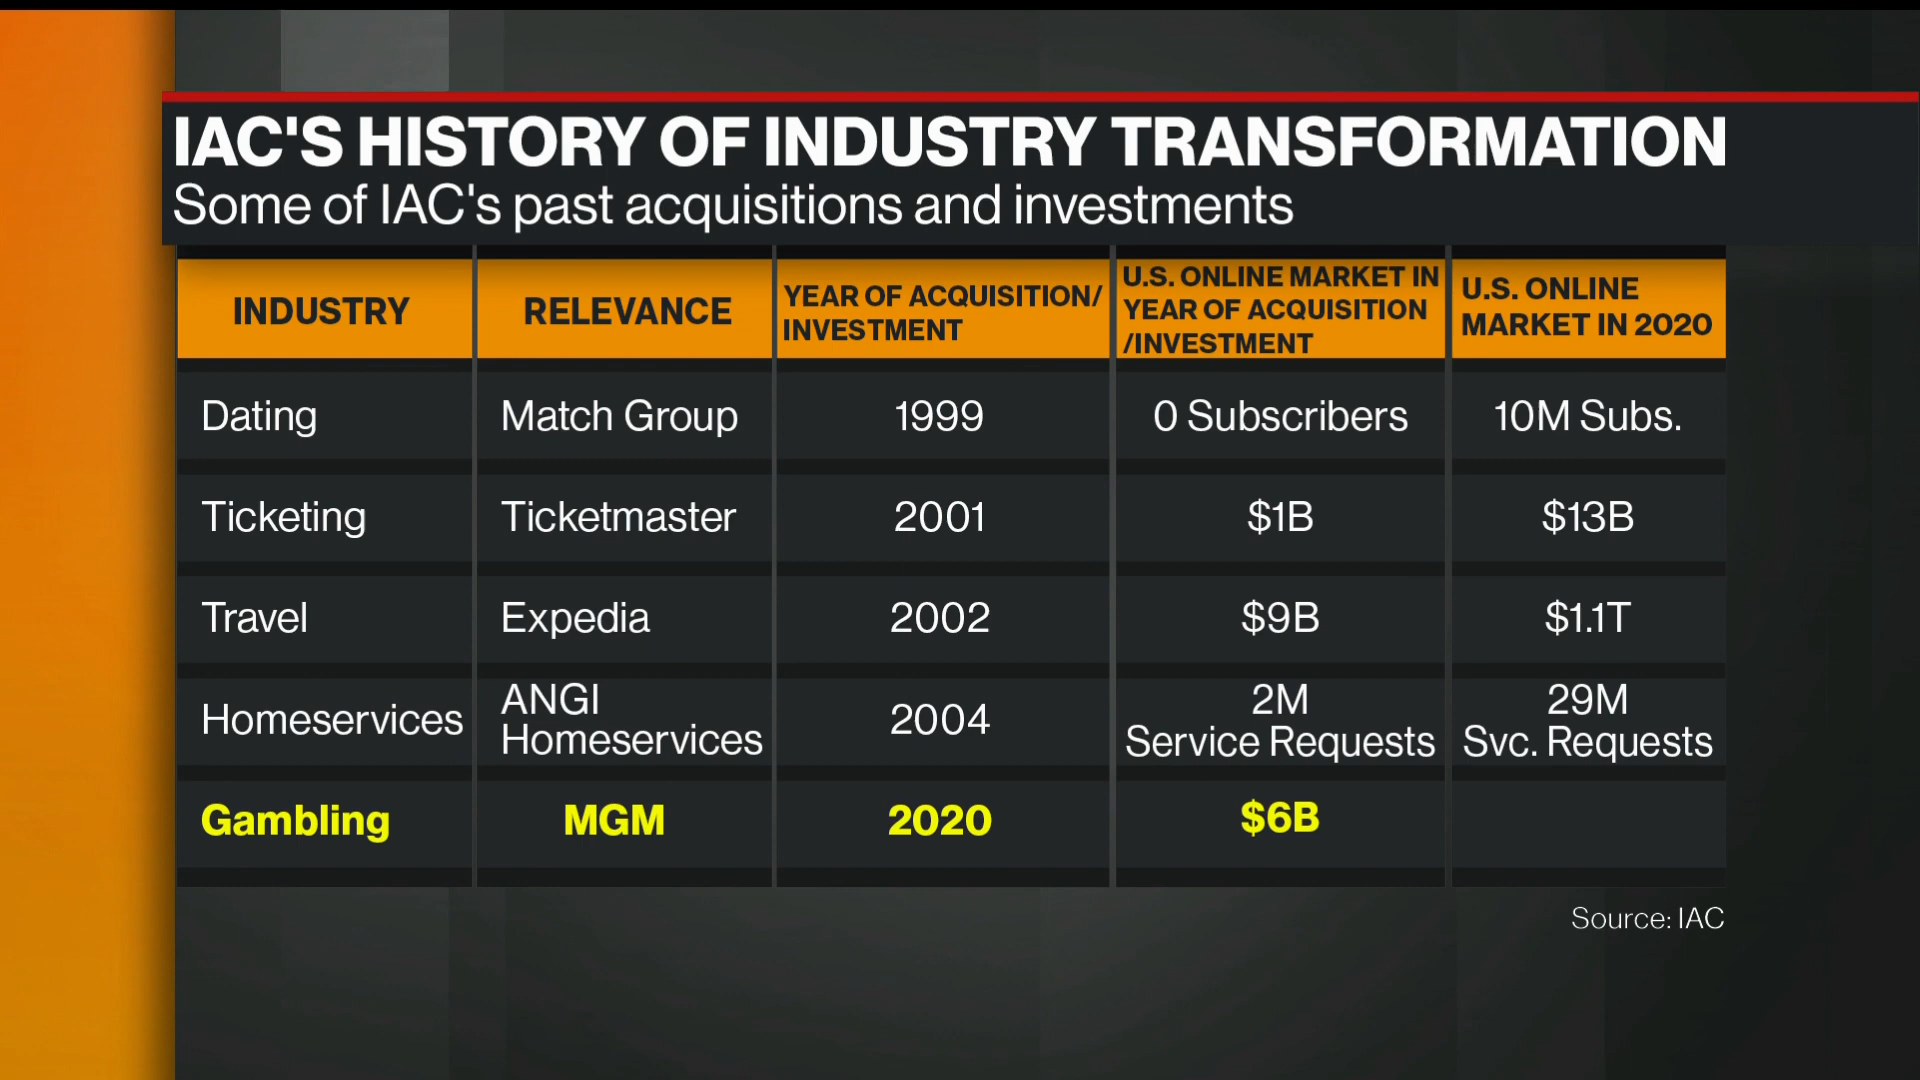 IAC'S HISTORY OF INDUSTRY TRANSFORMATION
Some of IAC's past acquisitions and investments
INDUSTRY
RELEVANCE
YEAR OF ACQUISITION/
INVESTMENT
U.S. ONLINE MARKET IN
YEAR OF ACQUISITION
/INVESTMENT
U.S. ONLINE
MARKET IN 2020
Dating
Match Group
1999
0 Subscribers
10M Subs.
Ticketing
Ticketmaster
2001
$1B
$13B
Travel
Expedia
2002
$9B
$1.1T
Homeservices
ANGI
Homeservices
2004
2M
Service Requests
29M
Svc. Requests
Gambling
MGM
2020
$6B
Source: IAC